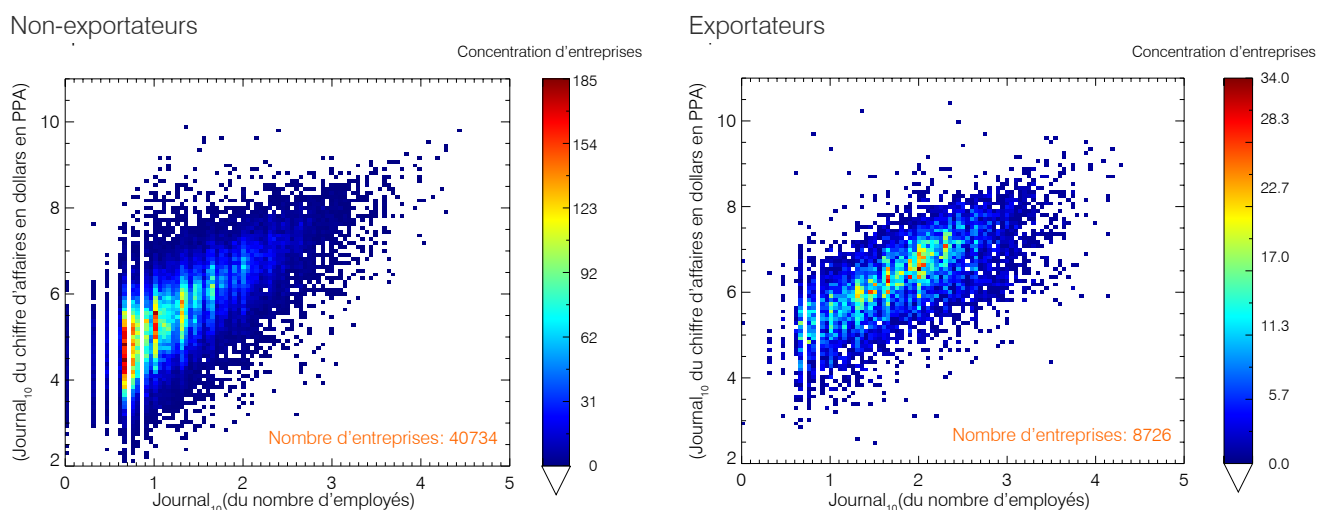 Non-exportateurs
Concentration d'entreprises
(Journal10 du chiffre d'affaires en dollars en PPA)
10
8
6
4
2
0 1 2 3 4 5
Journal10(du nombre d'employés)
Nombre d'entreprises: 40734
185
154
123
92
62
31
0
Exportateurs
Concentration d'entreprises
(Journal10 du chiffre d'affaires en dollars en PPA)
10
8
6
4
2
0 1 2 3 4 5
Journal10(du nombre d'employés)
Nombre d'entreprises: 8726
34.0
28.3
22.7
17.0
11.3
5.7
0.0